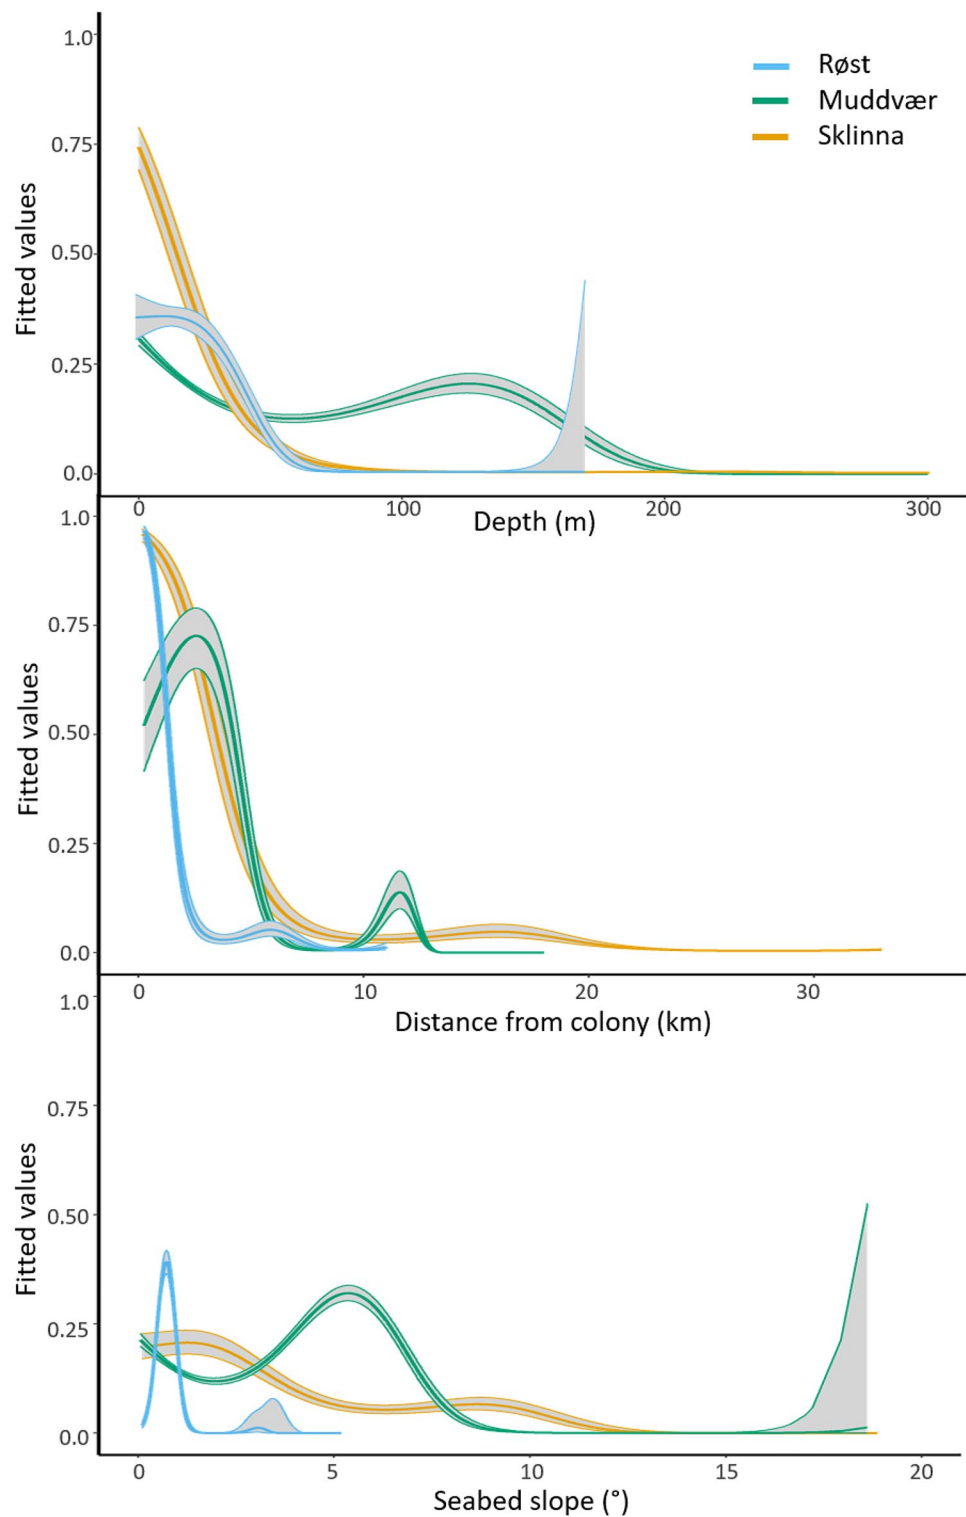 1.0
Røst
Muddvær
0.75
Sklinna
0.50
Fitted values
0.25
0.0
0 100 200 300
Depth (m)
1.0
0.75
0.50
Fitted values
0.25
0.0
0 10 20 30
Distance from colony (km)
1.0
0.75
0.50
Fitted values
0.25
0.0
0 5 10 15 20
Seabed slope (°)